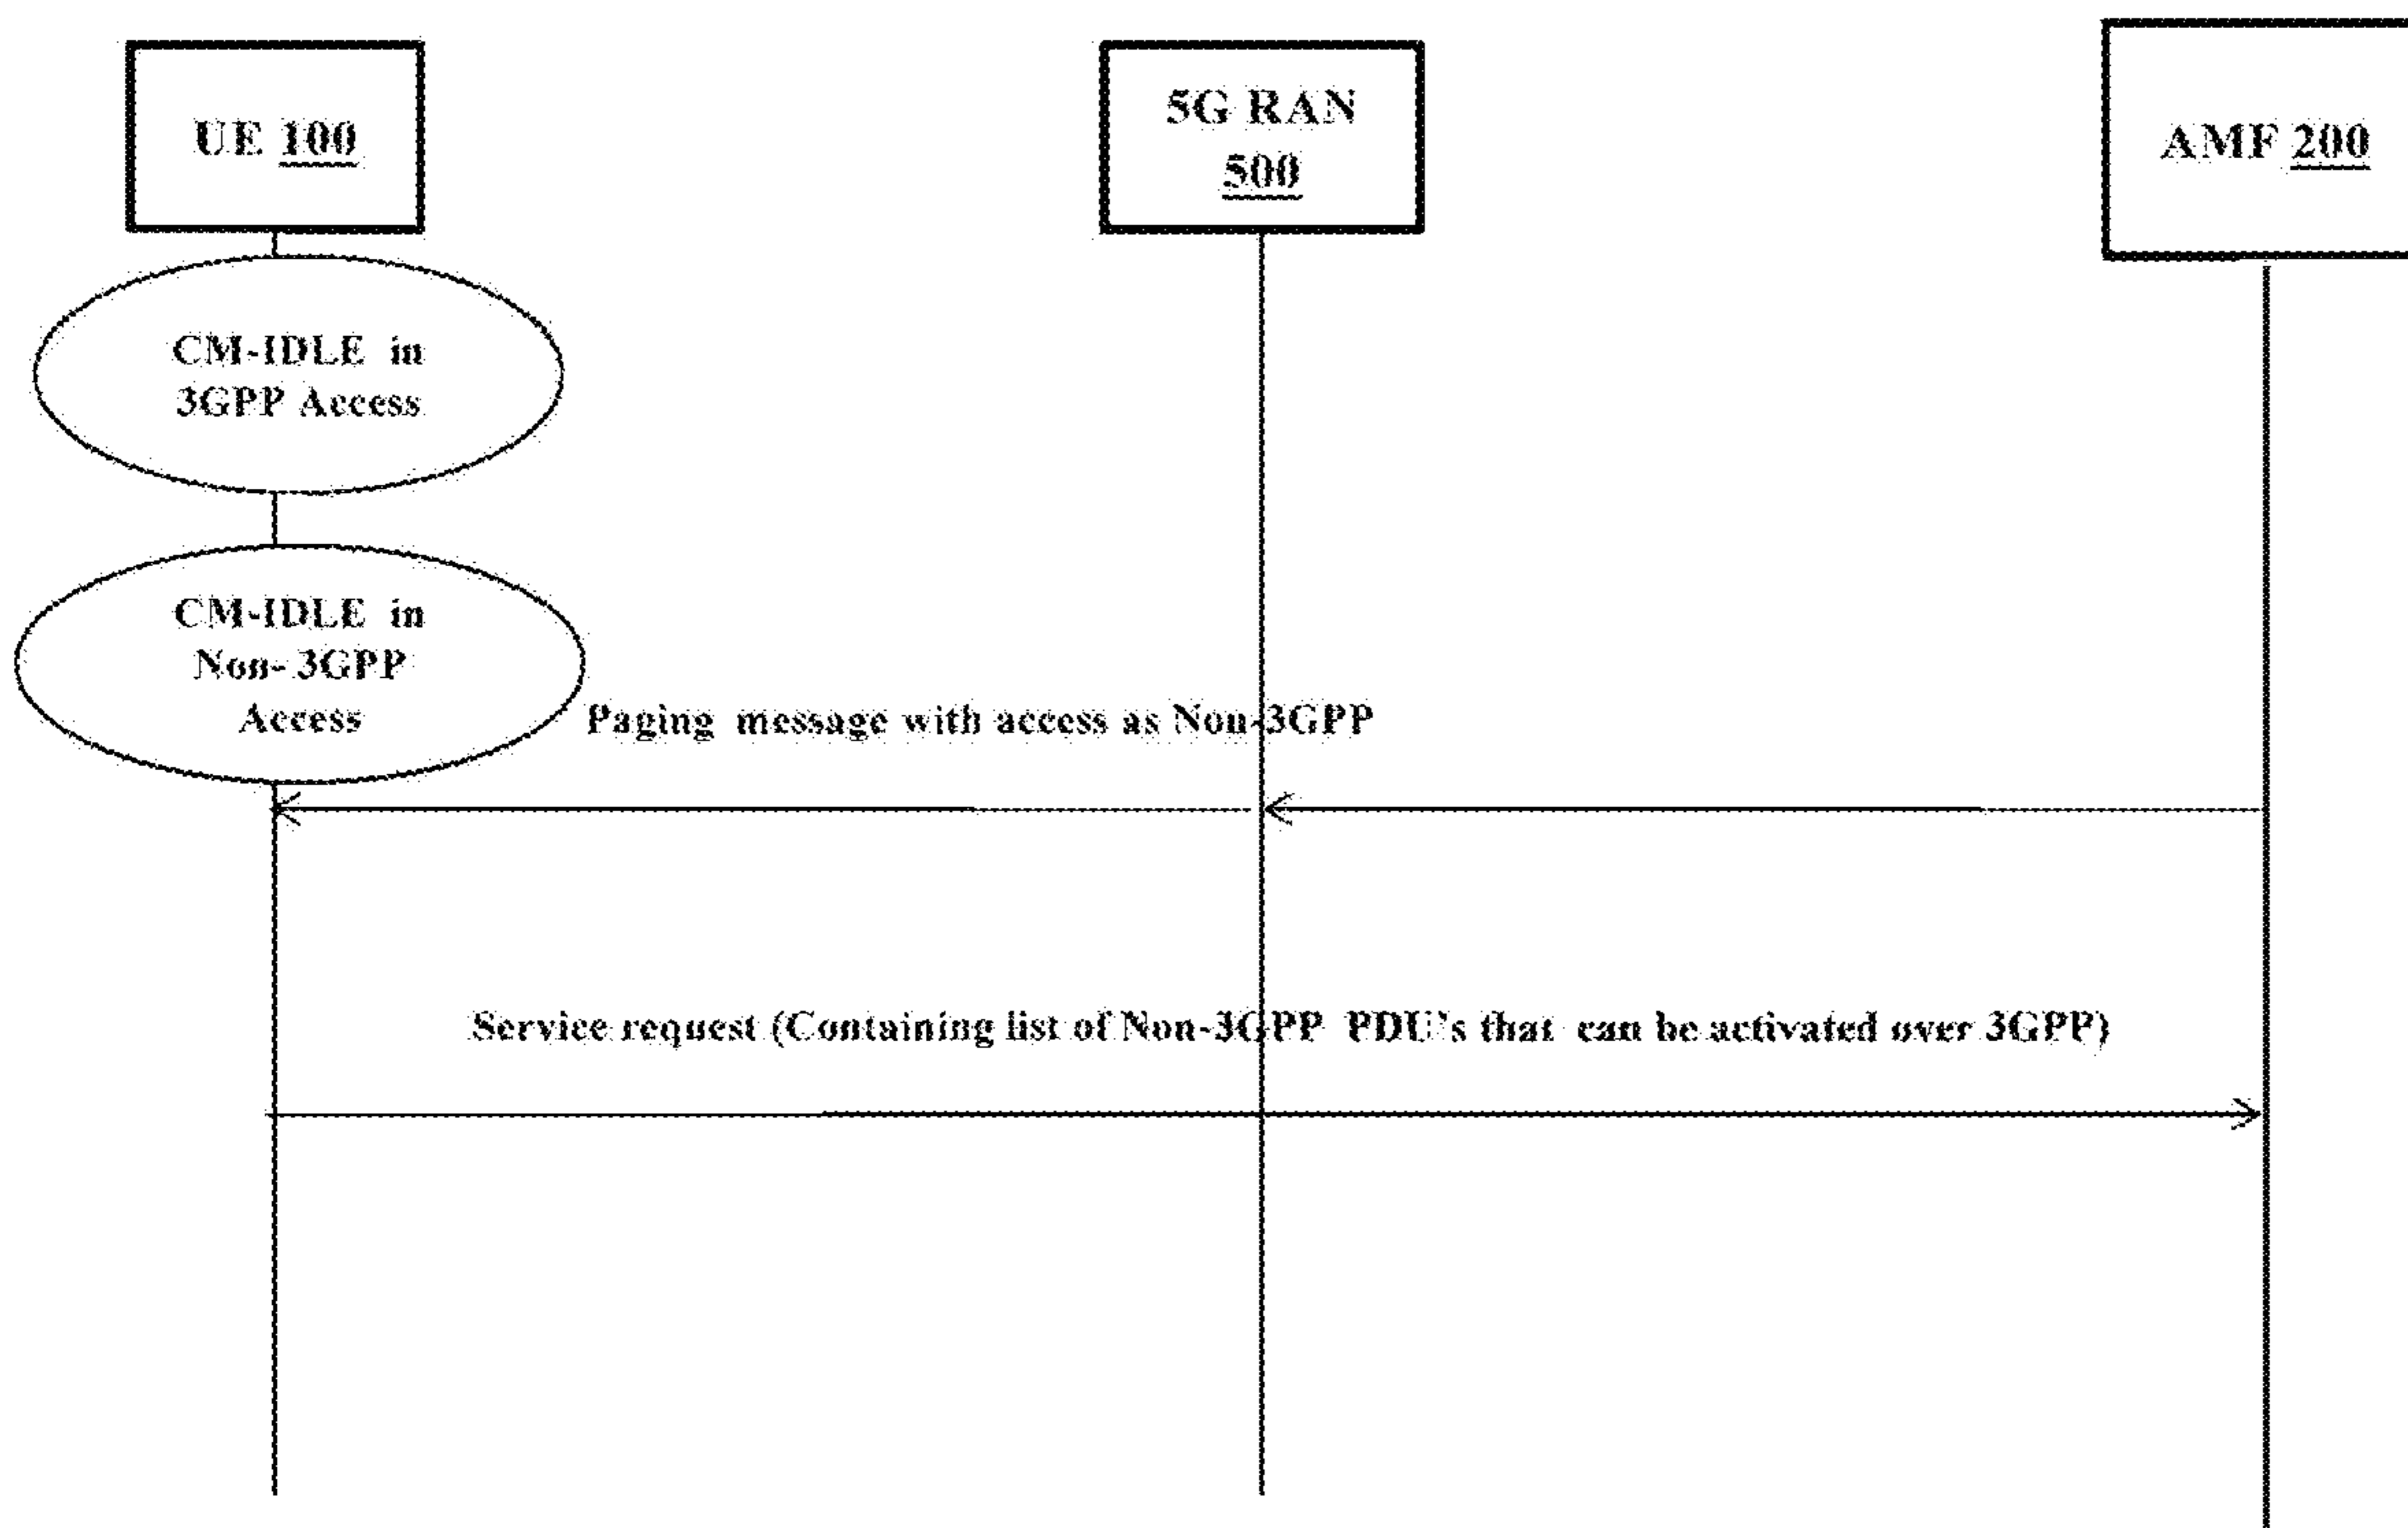 UE 100
5G RAN
500
AMF 200
CM-IDLE in
3GPP Access
CM-IDLE in
Non- 3GPP
Access
Paging message with access as Non-3GPP
Service request (Containing list of Non-3GPP PDU's that can be activated over 3GPP)